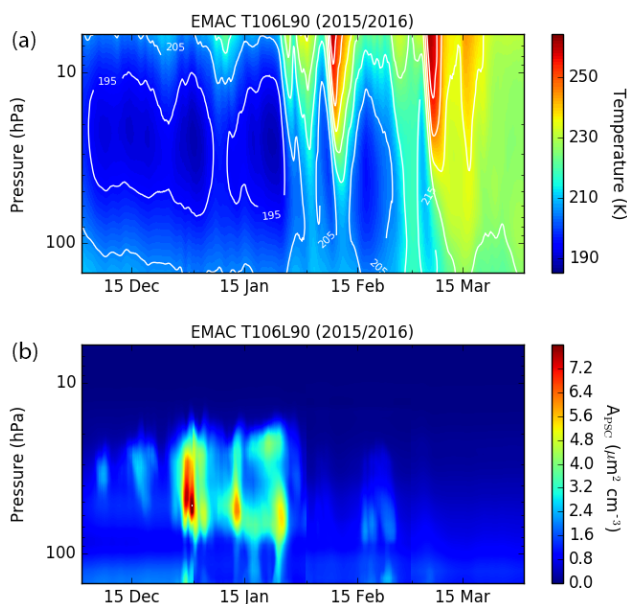 (a)
EMAC T106L90 (2015/2016)
205
205
195
195
195
205
205
215
10
100
Pressure (hPa)
15 Dec
15 Jan
15 Feb
15 Mar
250
230
210
190
Temperature (K)
(b)
EMAC T106L90 (2015/2016)
10
100
Pressure (hPa)
15 Dec
15 Jan
15 Feb
15 Mar
7.2
6.4
5.6
4.8
4.0
3.2
2.4
1.6
0.8
0.0
A_PSC (μm² cm⁻³)